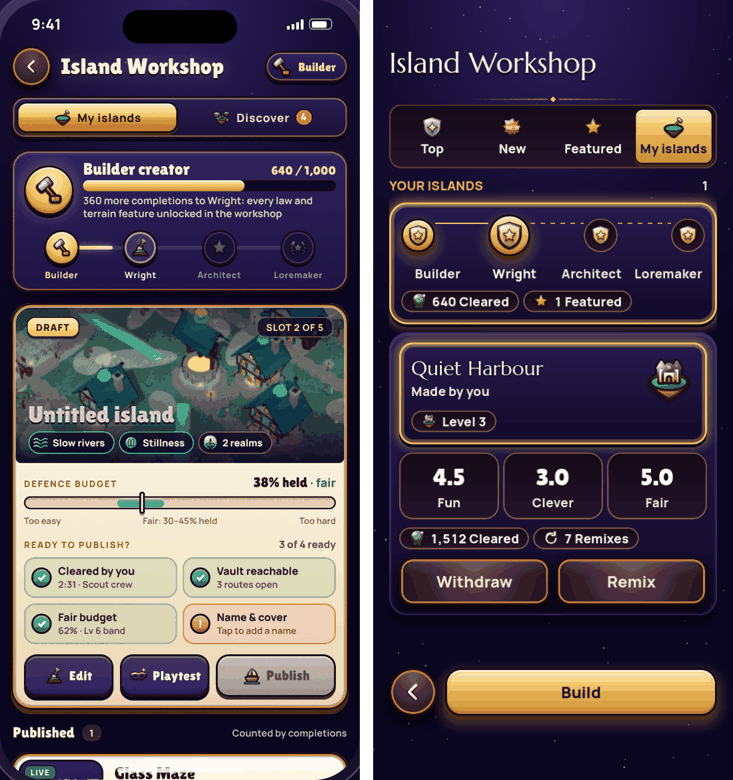 9:41
Island Workshop
Builder
My islands
Discover 4
Builder creator
640 / 1,000
360 more completions to Wright: every law and
terrain feature unlocked in the workshop
Builder
Wright
Architect
Loremaker
DRAFT
SLOT 2 OF 5
Untitled island
Slow rivers
Stillness
2 realms
DEFENCE BUDGET
38% held · fair
Too easy
Fair: 30–45% held
Too hard
READY TO PUBLISH?
3 of 4 ready
Cleared by you
2:31 · Scout crew
Vault reachable
3 routes open
Fair budget
62% · Lv 6 band
Name & cover
Tap to add a name
Edit
Playtest
Publish
Published 1
Counted by completions
LIVE
Glass Maze
Island Workshop
Top
NEW
New
Featured
My islands
YOUR ISLANDS
1
Builder
Wright
Architect
Loremaker
640 Cleared
1 Featured
Quiet Harbour
Made by you
Level 3
4.5
Fun
3.0
Clever
5.0
Fair
1,512 Cleared
7 Remixes
Withdraw
Remix
Build